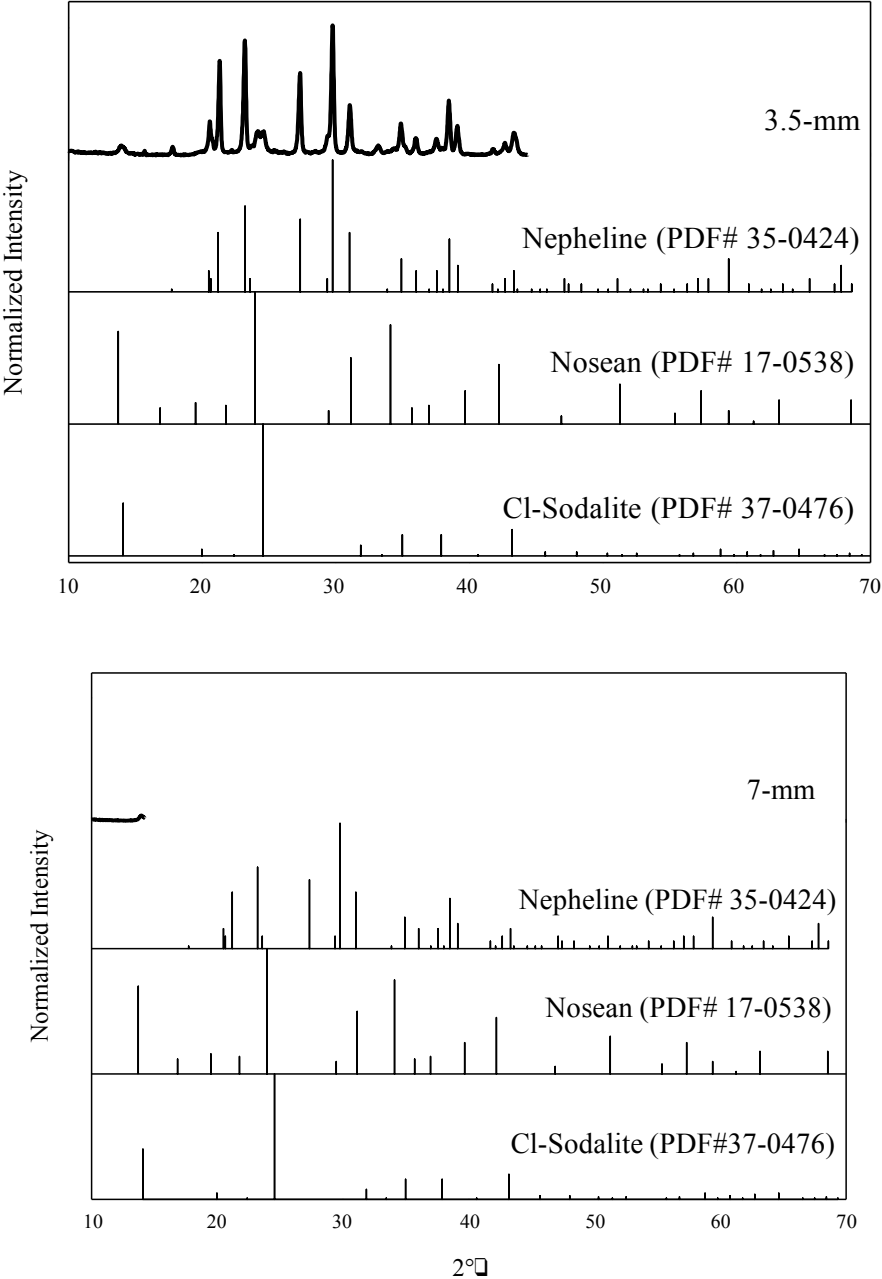 3.5-mm
Normalized Intensity
Nepheline (PDF# 35-0424)
Nosean (PDF# 17-0538)
Cl-Sodalite (PDF# 37-0476)
10 20 30 40 50 60 70
7-mm
Normalized Intensity
Nepheline (PDF# 35-0424)
Nosean (PDF# 17-0538)
Cl-Sodalite (PDF#37-0476)
10 20 30 40 50 60 70
2°❑